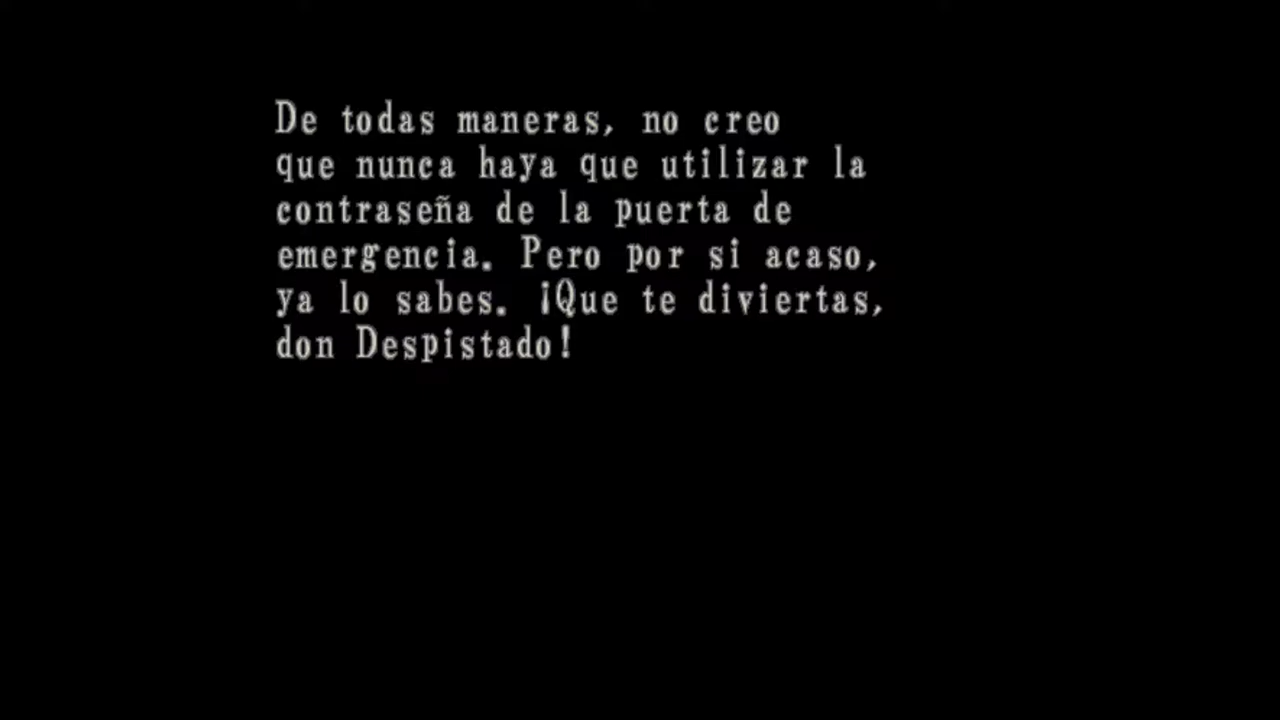 De todas maneras, no creo
que nunca haya que utilizar la
contraseña de la puerta de
emergencia. Pero por si acaso,
ya lo sabes. ¡Que te diviertas,
don Despistado!